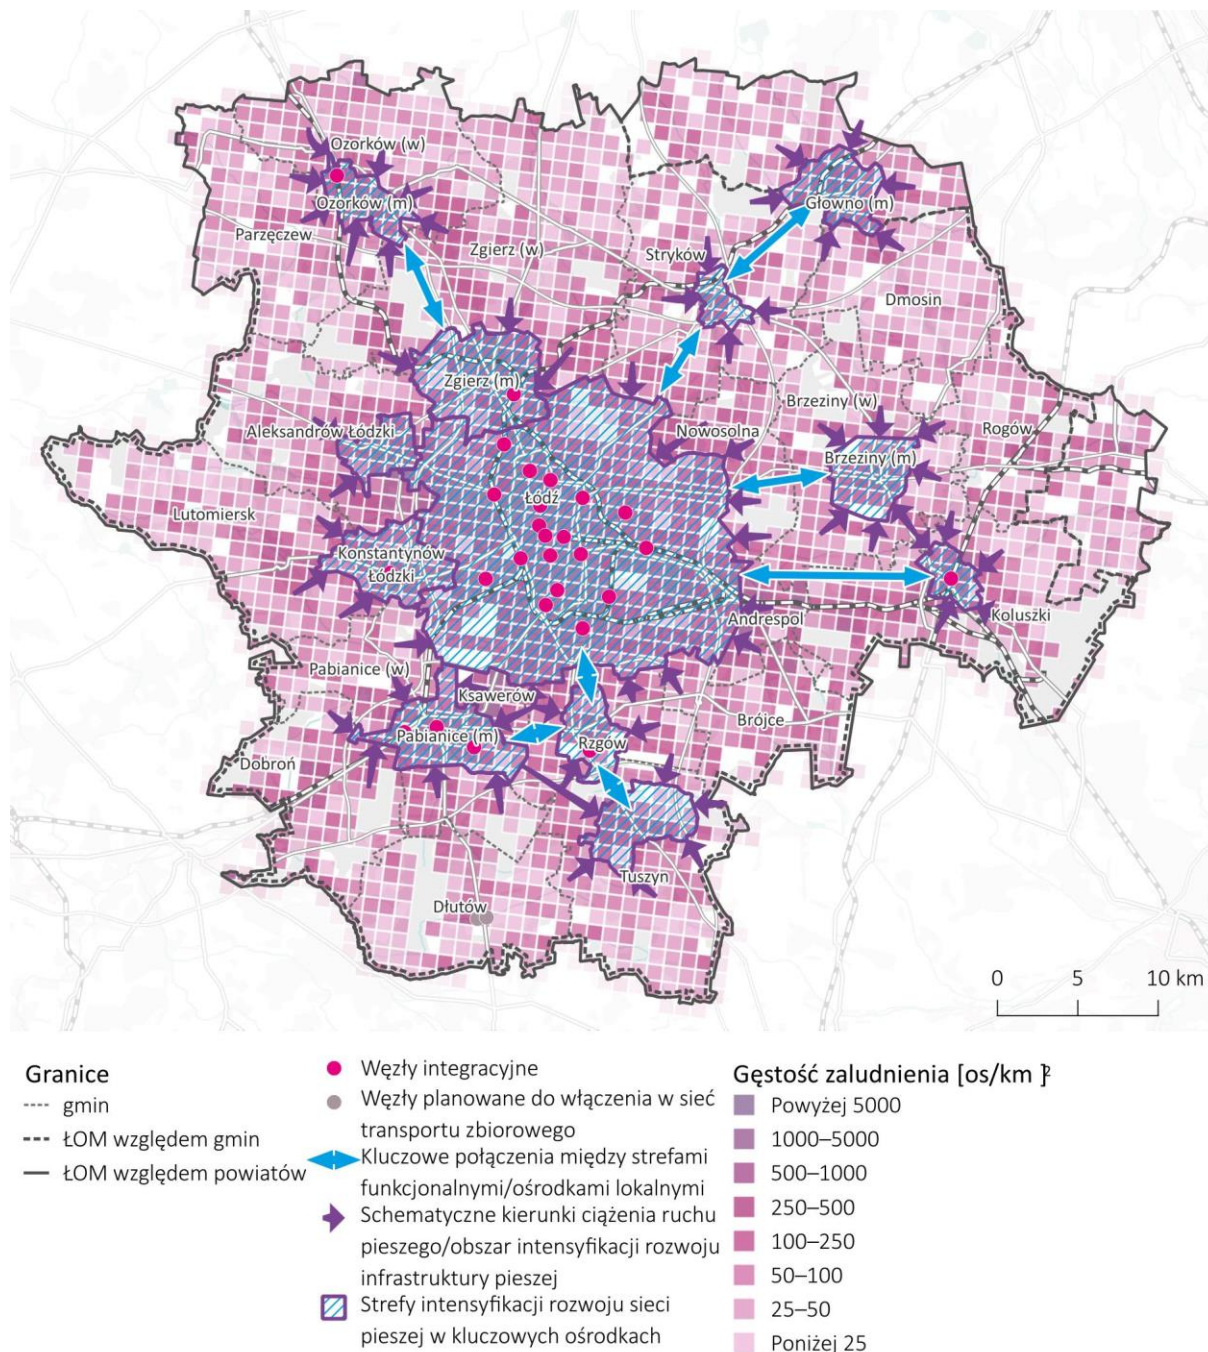 Ozorków (w)
Ozorków (m)
Głowno (m)
Parzęczew
Zgierz (w)
Stryków
Dmosin
Zgierz (m)
Brzeziny (w)
Aleksandrów Łódzki
Nowosolna
Rogów
Brzeziny (m)
Łódź
Lutomiersk
Konstantynów
Łódzki
Andrespol
Koluszki
Pabianice (w)
Ksawerów
Brójce
Pabianice (m)
Rzgów
Dobroń
Tuszyn
Dłutów
0 5 10 km
Granice
gmin
ŁOM względem gmin
ŁOM względem powiatów
Węzły integracyjne
Węzły planowane do włączenia w sieć
transportu zbiorowego
Kluczowe połączenia między strefami
funkcjonalnymi/ośrodkami lokalnymi
Schematyczne kierunki ciążenia ruchu
pieszego/obszar intensyfikacji rozwoju
infrastruktury pieszej
Strefy intensyfikacji rozwoju sieci
pieszej w kluczowych ośrodkach
Gęstość zaludnienia [os/km ]²
Powyżej 5000
1000–5000
500–1000
250–500
100–250
50–100
25–50
Poniżej 25